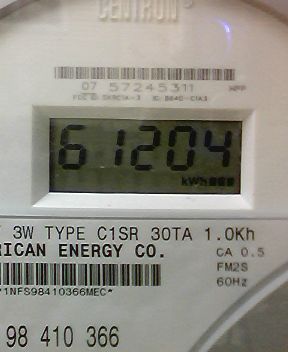 CENTRON®
07 57245311
61204
kWh
3W TYPE C1SR 30TA 1.0Kh
RICAN ENERGY CO.
CA 0.5
FM2S
60Hz
1NFS98410366MEC*
98 410 366